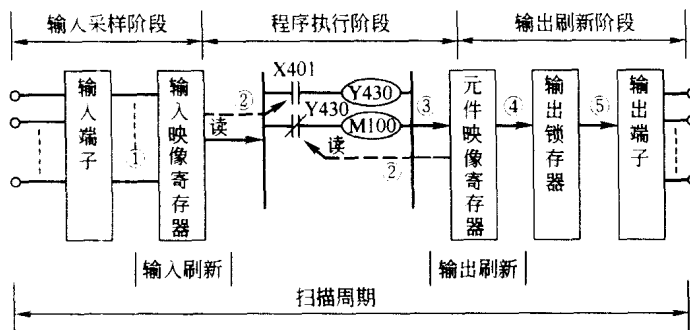 输入采样阶段
程序执行阶段
输出刷新阶段
X401
Y430
②
Y430
M100
读
读
②
①
③
④
⑤
输入端子
输入映像寄存器
元件映像寄存器
输出锁存器
输出端子
输入刷新
输出刷新
扫描周期